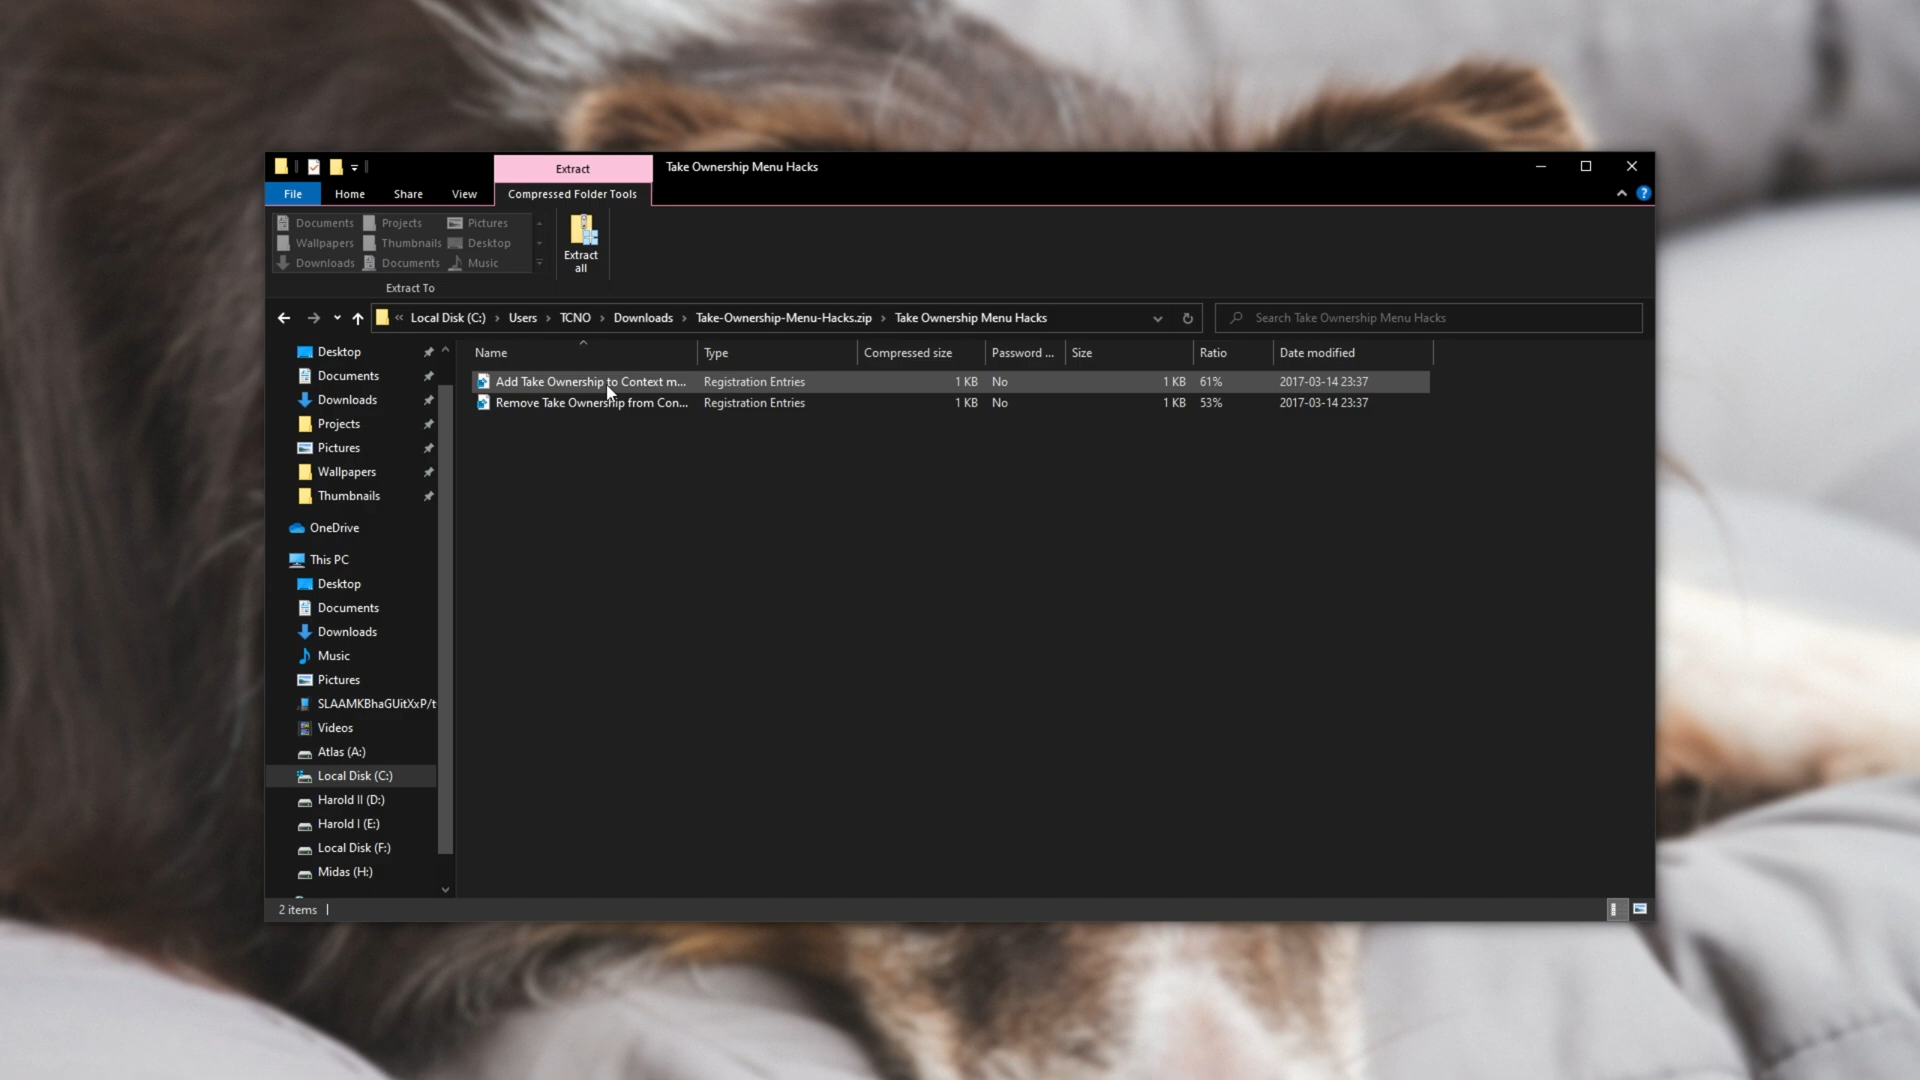 Extract
Take Ownership Menu Hacks
File
Home
Share
View
Compressed Folder Tools
?
Documents
Projects
Pictures
Wallpapers
Thumbnails
Desktop
Downloads
Documents
Music
Extract all
Extract To
« Local Disk (C:) › Users › TCNO › Downloads › Take-Ownership-Menu-Hacks.zip › Take Ownership Menu Hacks
Search Take Ownership Menu Hacks
Name
Type
Compressed size
Password ...
Size
Ratio
Date modified
Add Take Ownership to Context m... Registration Entries 1 KB No 1 KB 61% 2017-03-14 23:37
Remove Take Ownership from Con... Registration Entries 1 KB No 1 KB 53% 2017-03-14 23:37
Desktop
Documents
Downloads
Projects
Pictures
Wallpapers
Thumbnails
OneDrive
This PC
Desktop
Documents
Downloads
Music
Pictures
SLAAMKBhaGUitXxP/t
Videos
Atlas (A:)
Local Disk (C:)
Harold II (D:)
Harold I (E:)
Local Disk (F:)
Midas (H:)
2 items